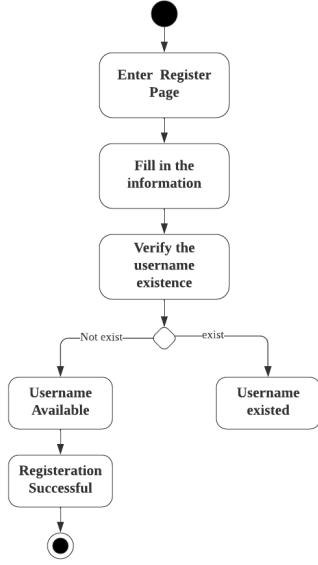 Enter Register
Page
Fill in the
information
Verify the
username
existence
Not exist
exist
Username
Available
Username
existed
Registeration
Successful